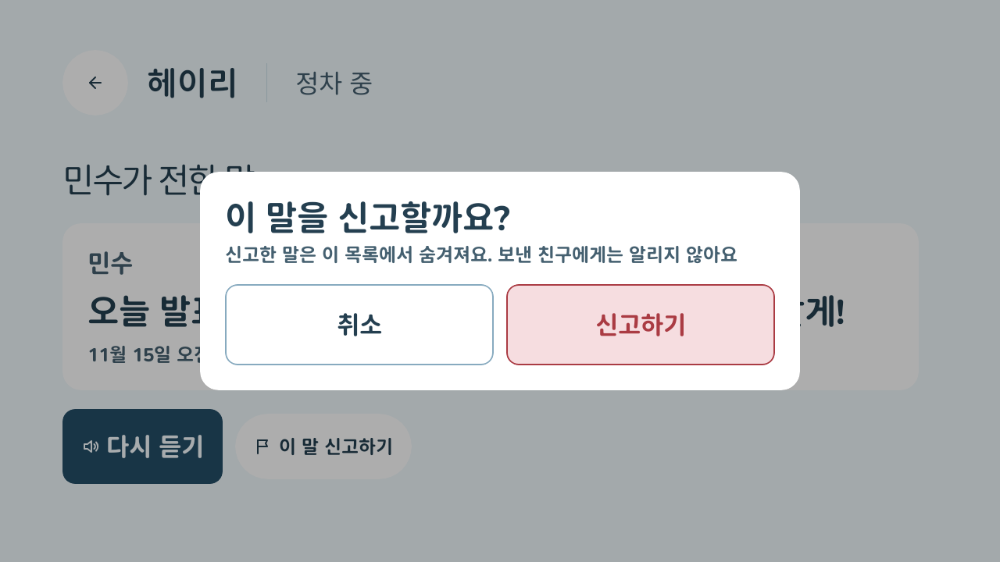 헤이리
정차 중
민수가 전한
이 말을 신고할까요?
신고한 말은 이 목록에서 숨겨져요. 보낸 친구에게는 알리지 않아요
취소
신고하기
민수
오늘
11월 15일
다시 듣기
이 말 신고하기